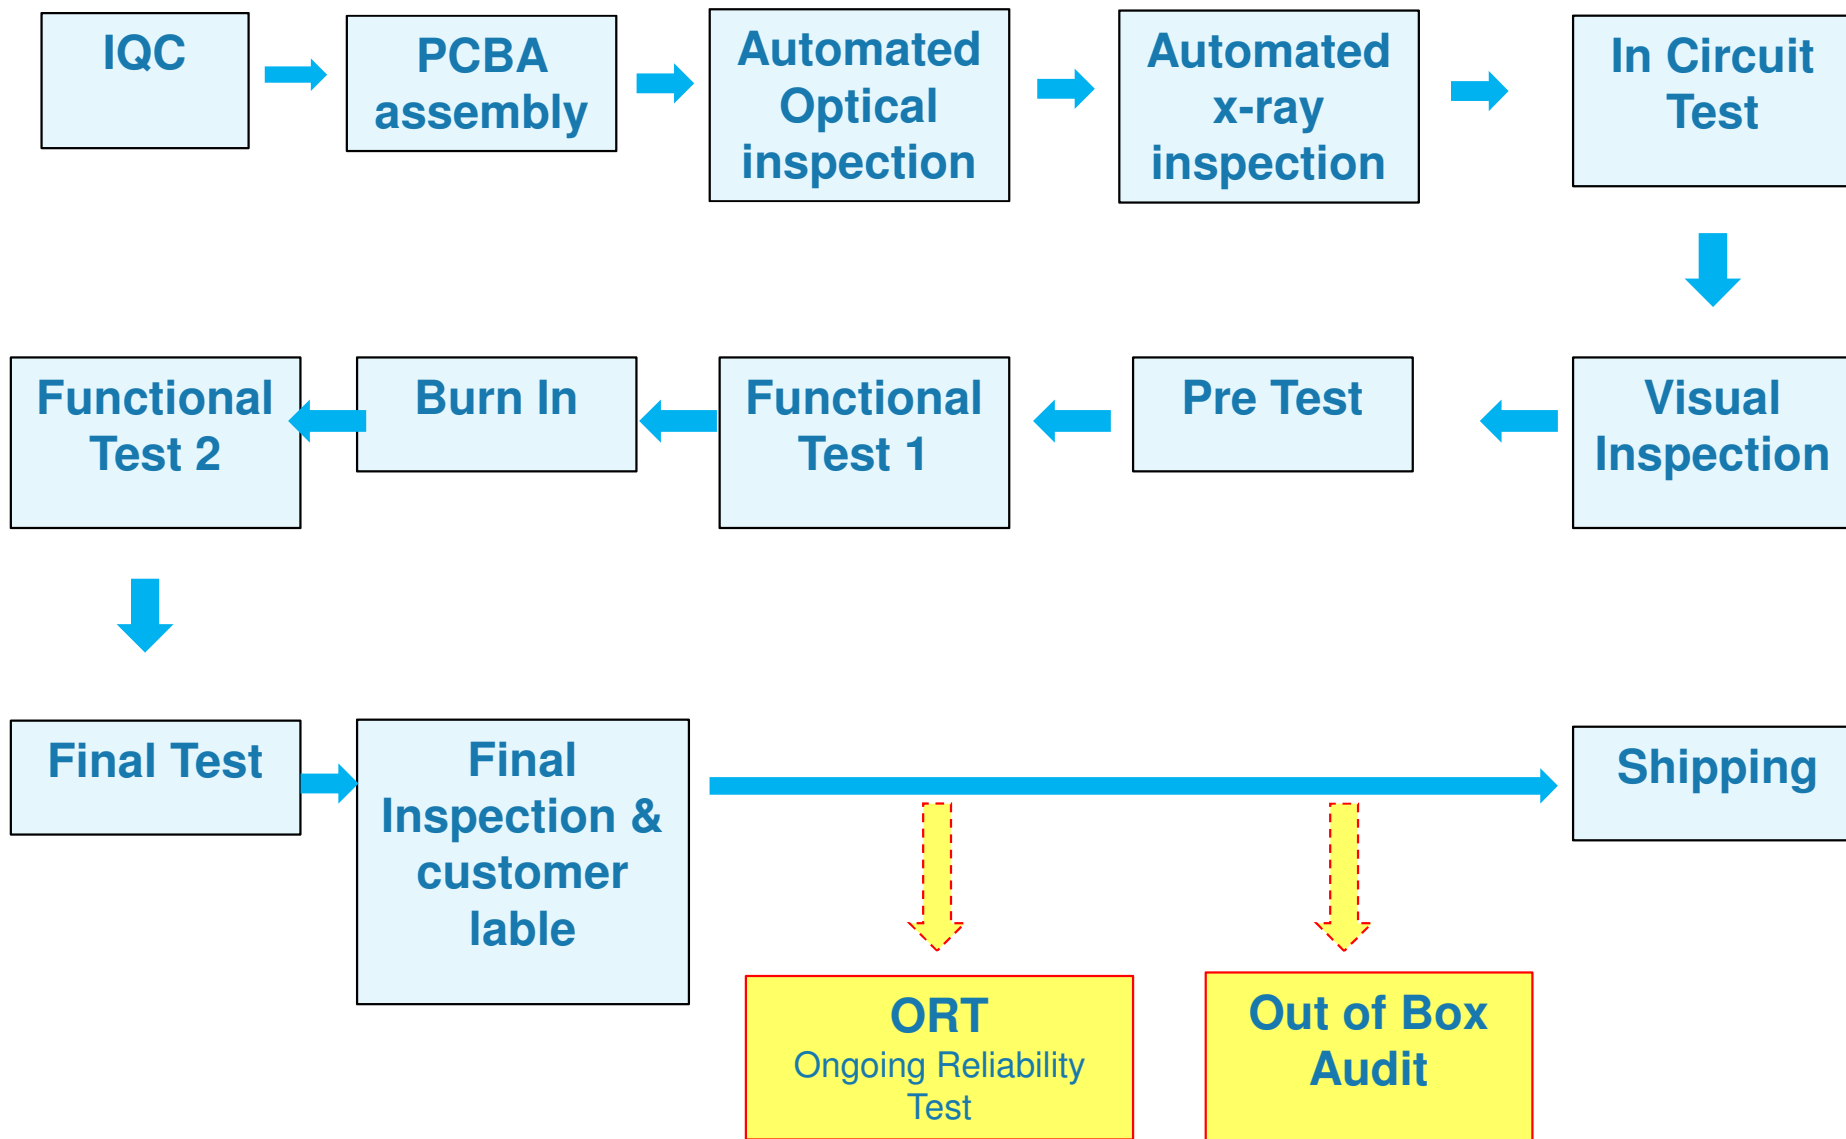 IQC
PCBA
assembly
Automated
Optical
inspection
Automated
x-ray
inspection
In Circuit
Test
Functional
Test 2
Burn In
Functional
Test 1
Pre Test
Visual
Inspection
Final Test
Final
Inspection &
customer
lable
Shipping
ORT
Ongoing Reliability
Test
Out of Box
Audit